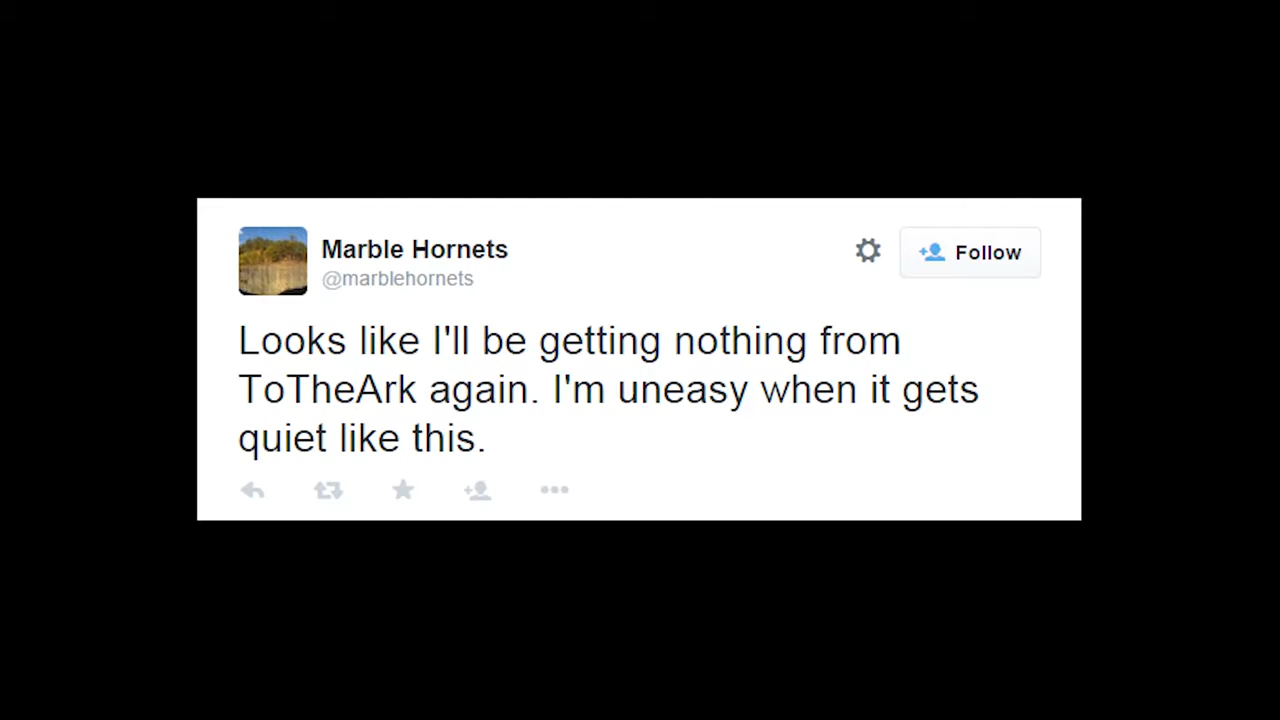 Marble Hornets
@marblehornets
Follow
Looks like I'll be getting nothing from
ToTheArk again. I'm uneasy when it gets
quiet like this.